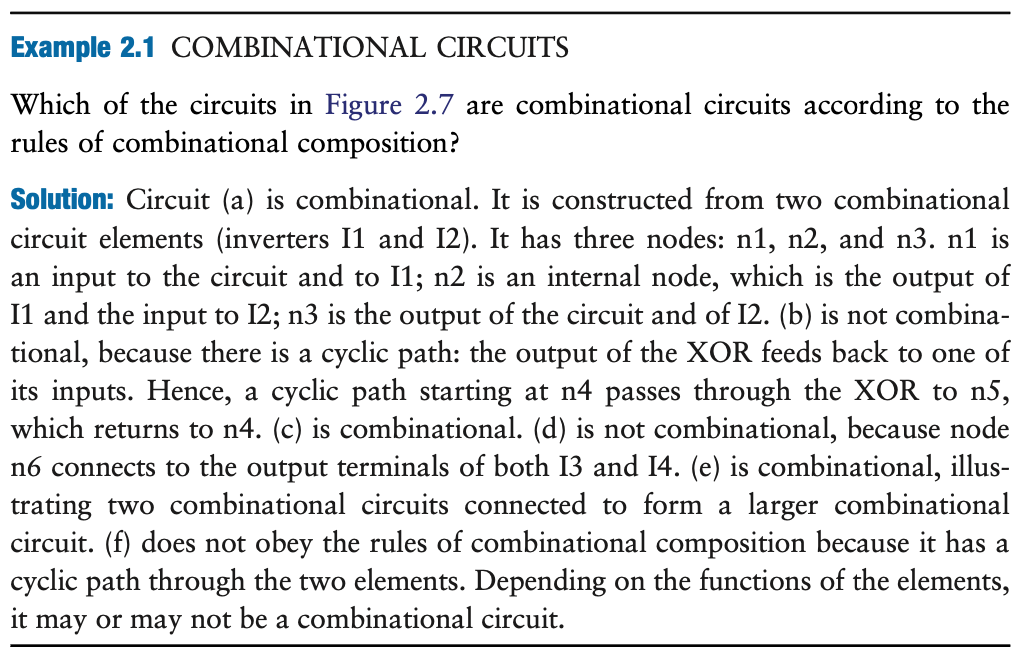 Example 2.1 COMBINATIONAL CIRCUITS
Which of the circuits in Figure 2.7 are combinational circuits according to the
rules of combinational composition?
Solution: Circuit (a) is combinational. It is constructed from two combinational
circuit elements (inverters I1 and I2). It has three nodes: n1, n2, and n3. n1 is
an input to the circuit and to I1; n2 is an internal node, which is the output of
I1 and the input to I2; n3 is the output of the circuit and of I2. (b) is not combina-
tional, because there is a cyclic path: the output of the XOR feeds back to one of
its inputs. Hence, a cyclic path starting at n4 passes through the XOR to n5,
which returns to n4. (c) is combinational. (d) is not combinational, because node
n6 connects to the output terminals of both I3 and I4. (e) is combinational, illus-
trating two combinational circuits connected to form a larger combinational
circuit. (f) does not obey the rules of combinational composition because it has a
cyclic path through the two elements. Depending on the functions of the elements,
it may or may not be a combinational circuit.